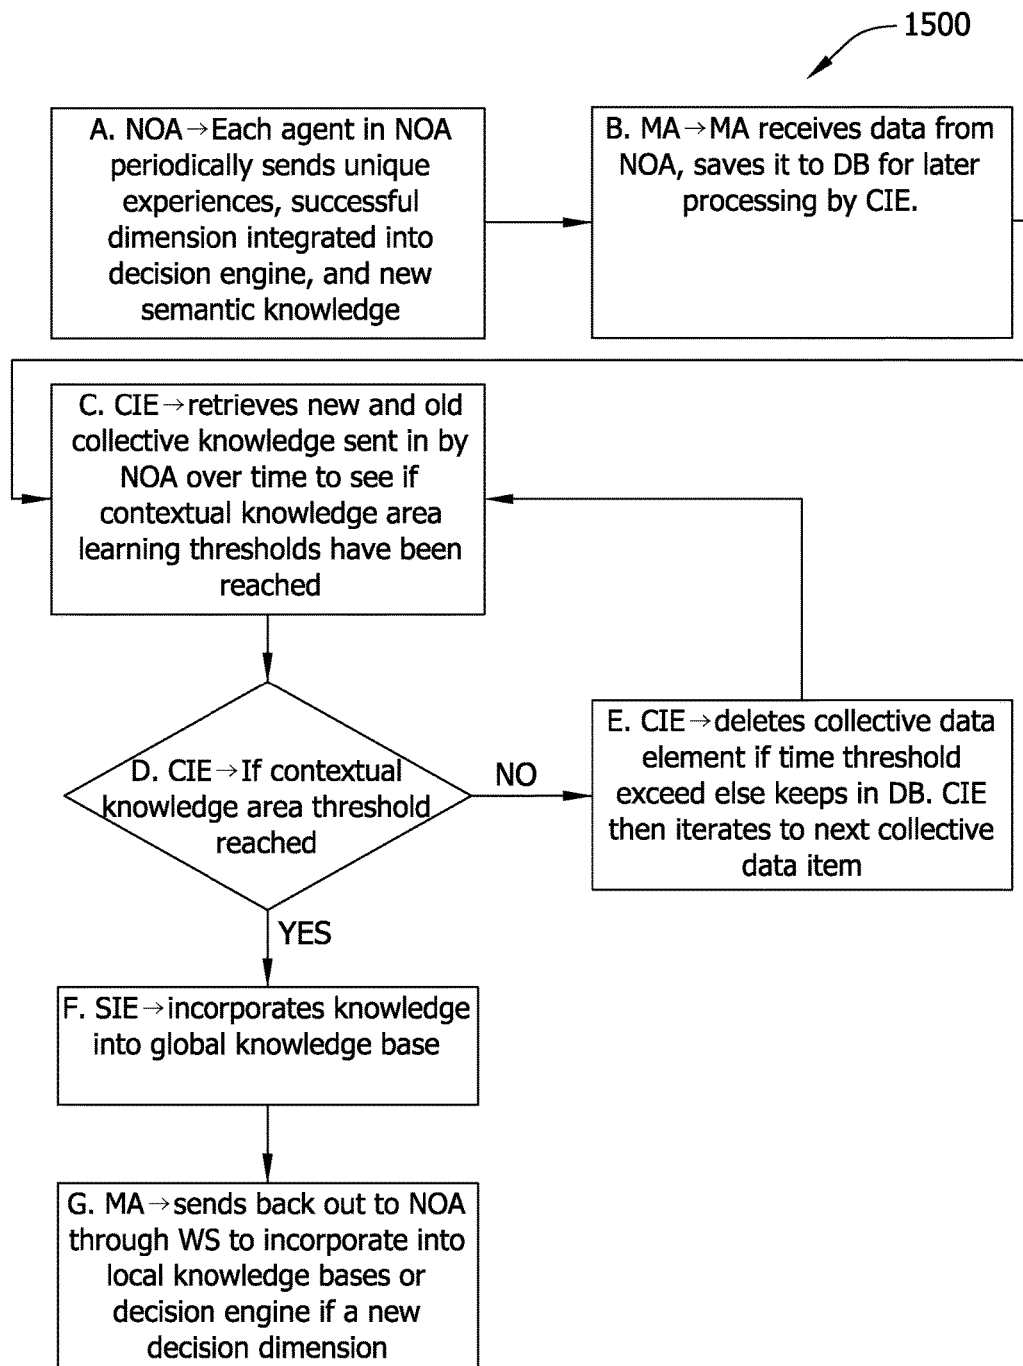 1500
A. NOA→Each agent in NOA
periodically sends unique
experiences, successful
dimension integrated into
decision engine, and new
semantic knowledge
B. MA→MA receives data from
NOA, saves it to DB for later
processing by CIE.
C. CIE→retrieves new and old
collective knowledge sent in by
NOA over time to see if
contextual knowledge area
learning thresholds have been
reached
D. CIE→If contextual
knowledge area threshold
reached
NO
E. CIE→deletes collective data
element if time threshold
exceed else keeps in DB. CIE
then iterates to next collective
data item
YES
F. SIE→incorporates knowledge
into global knowledge base
G. MA→sends back out to NOA
through WS to incorporate into
local knowledge bases or
decision engine if a new
decision dimension